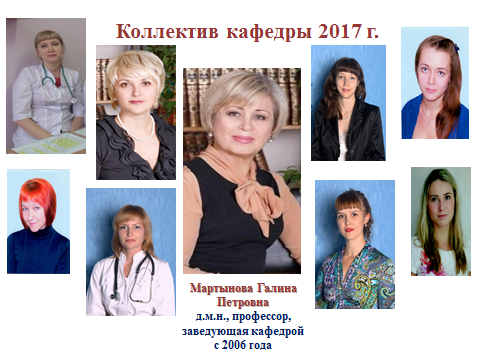 Коллектив кафедры 2017 г.
Мартынова Галина
Петровна
д.м.н., профессор,
заведующая кафедрой
с 2006 года